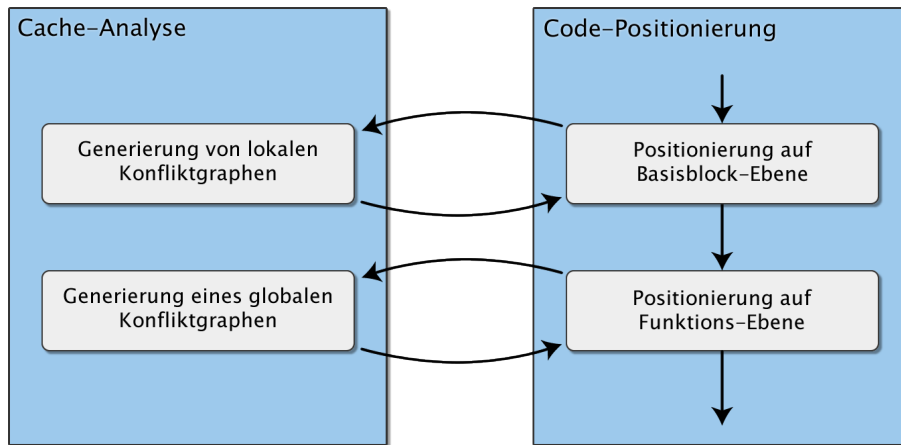 Cache-Analyse
Generierung von lokalen
Konfliktgraphen
Generierung eines globalen
Konfliktgraphen
Code-Positionierung
Positionierung auf
Basisblock-Ebene
Positionierung auf
Funktions-Ebene